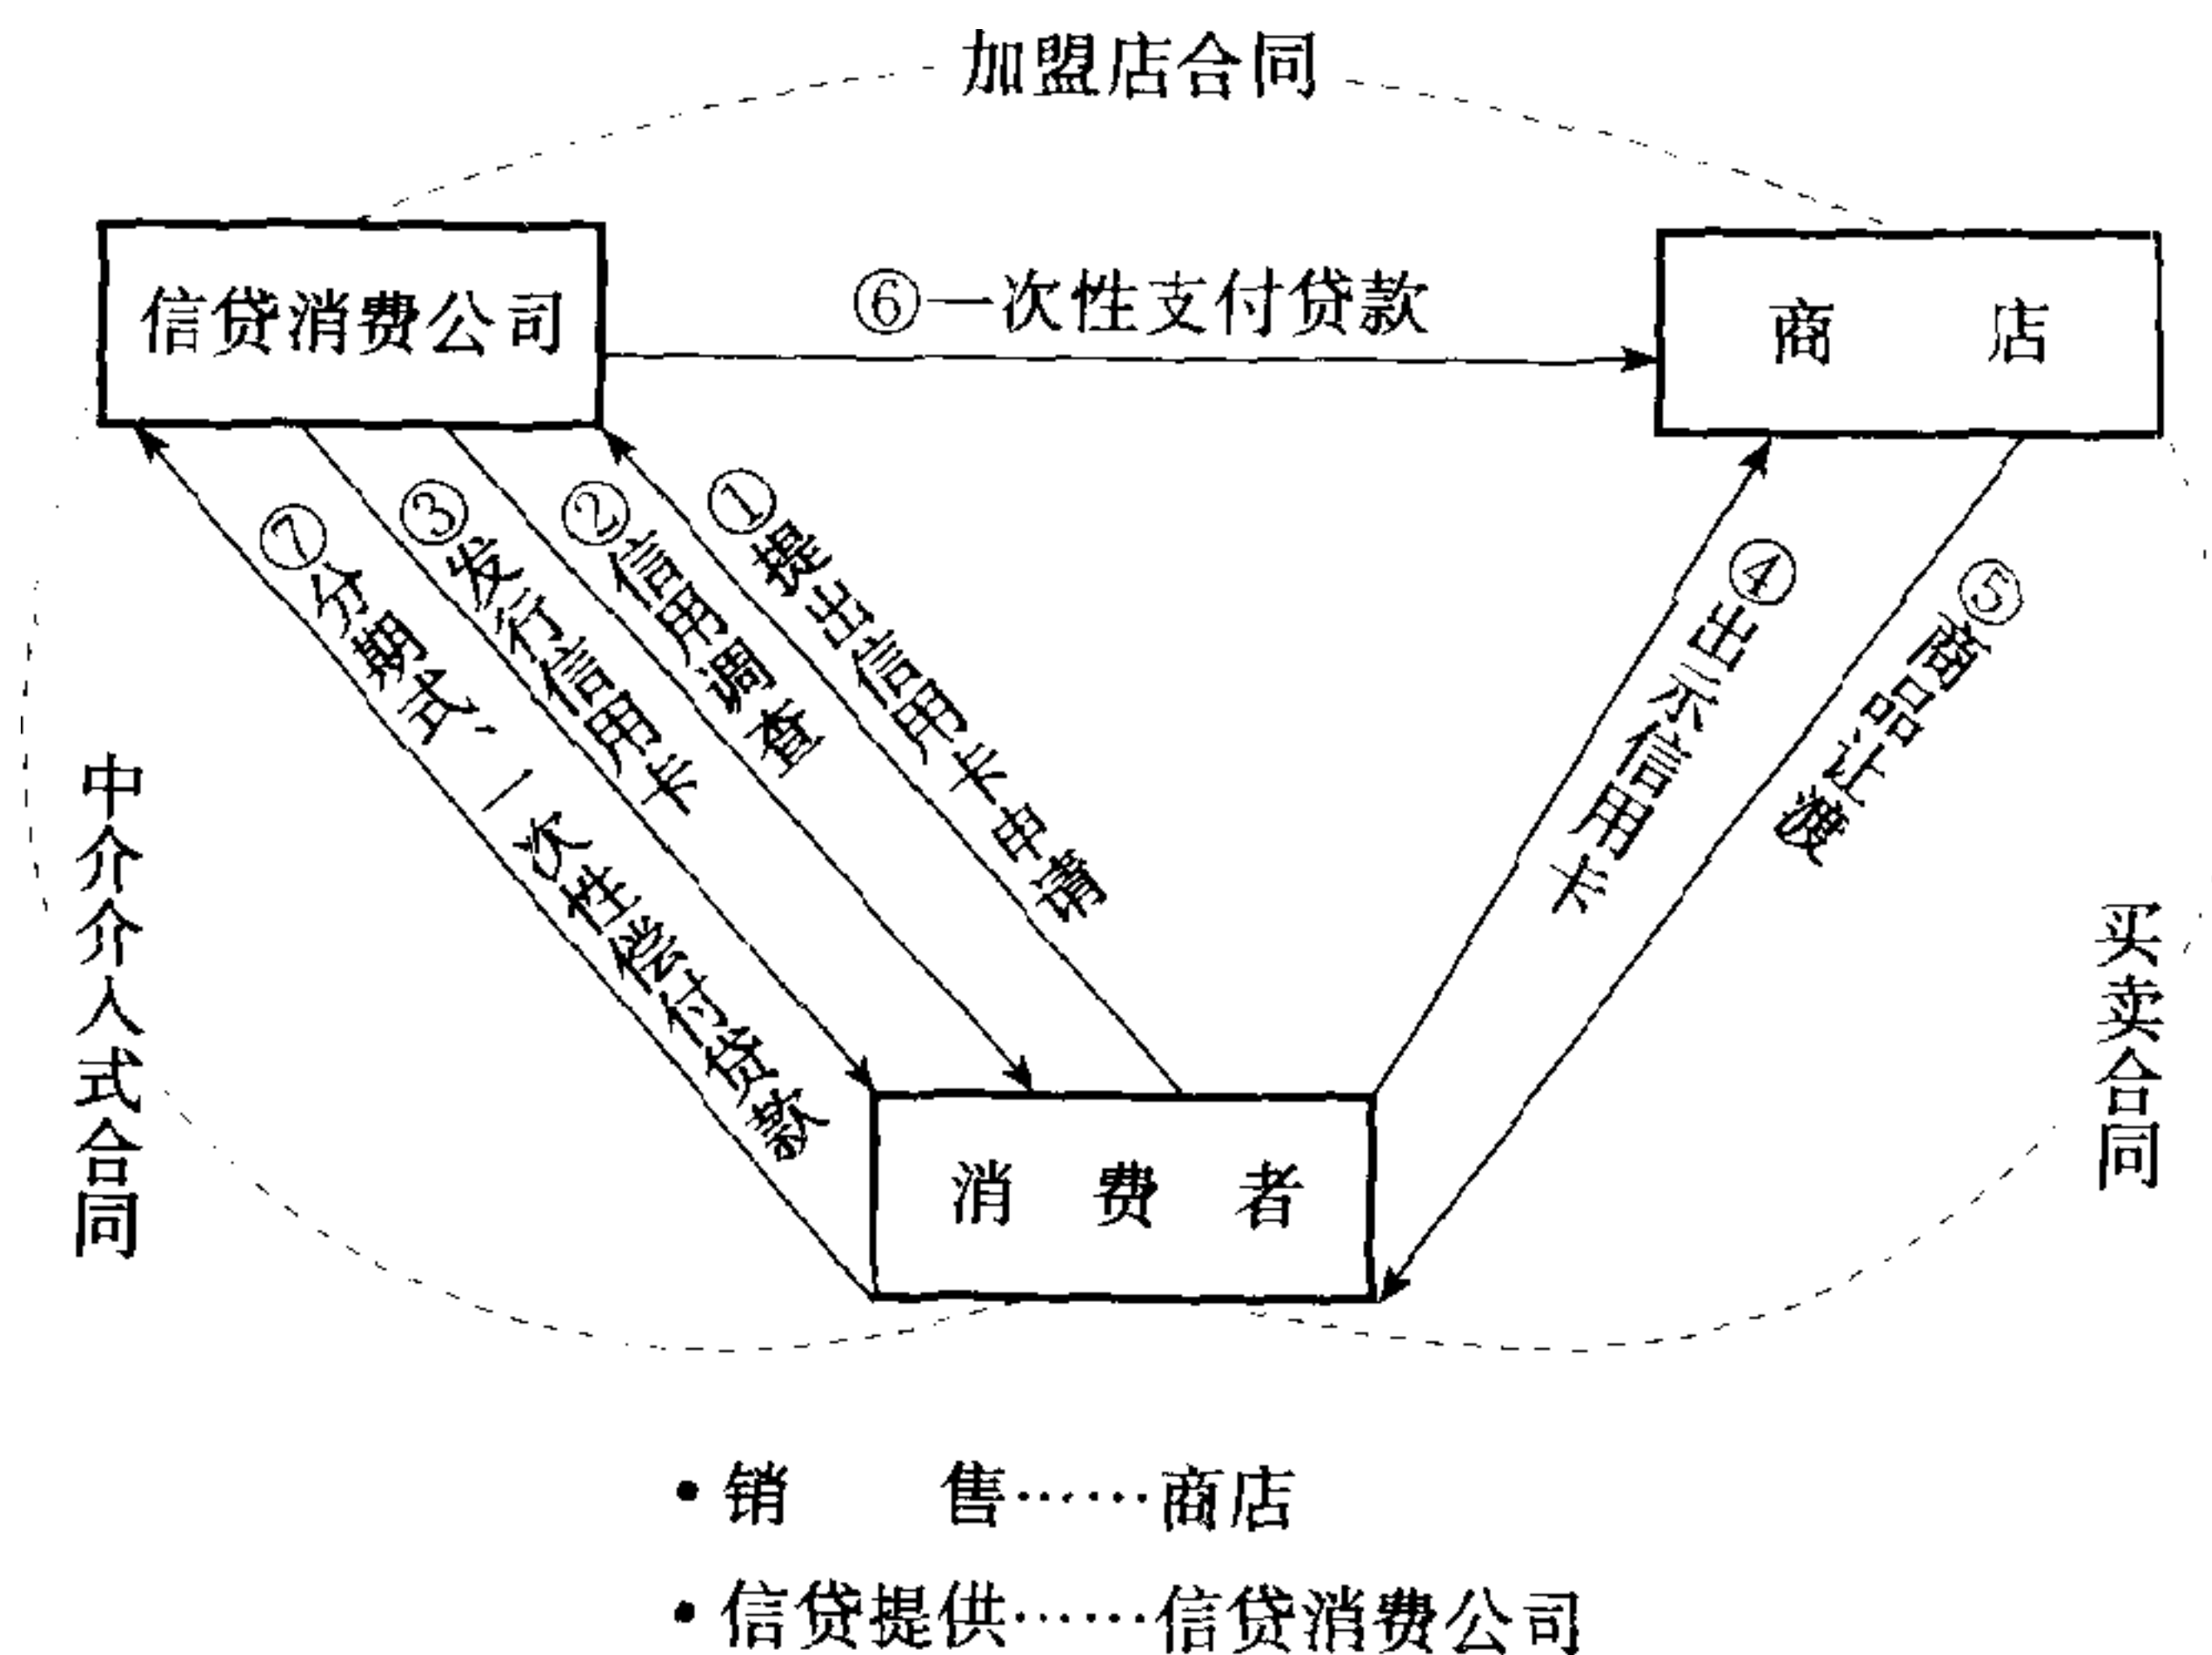 加盟店合同
信贷消费公司
⑥一次性支付贷款
商 店
①提出信用卡申请
②信用调查
③发行信用卡
⑦分期式、一次性逐付贷款
④出示信用卡
⑤商品让渡
中介介入式合同
买卖合同
消 费 者
•销 售……商店
•信贷提供……信贷消费公司